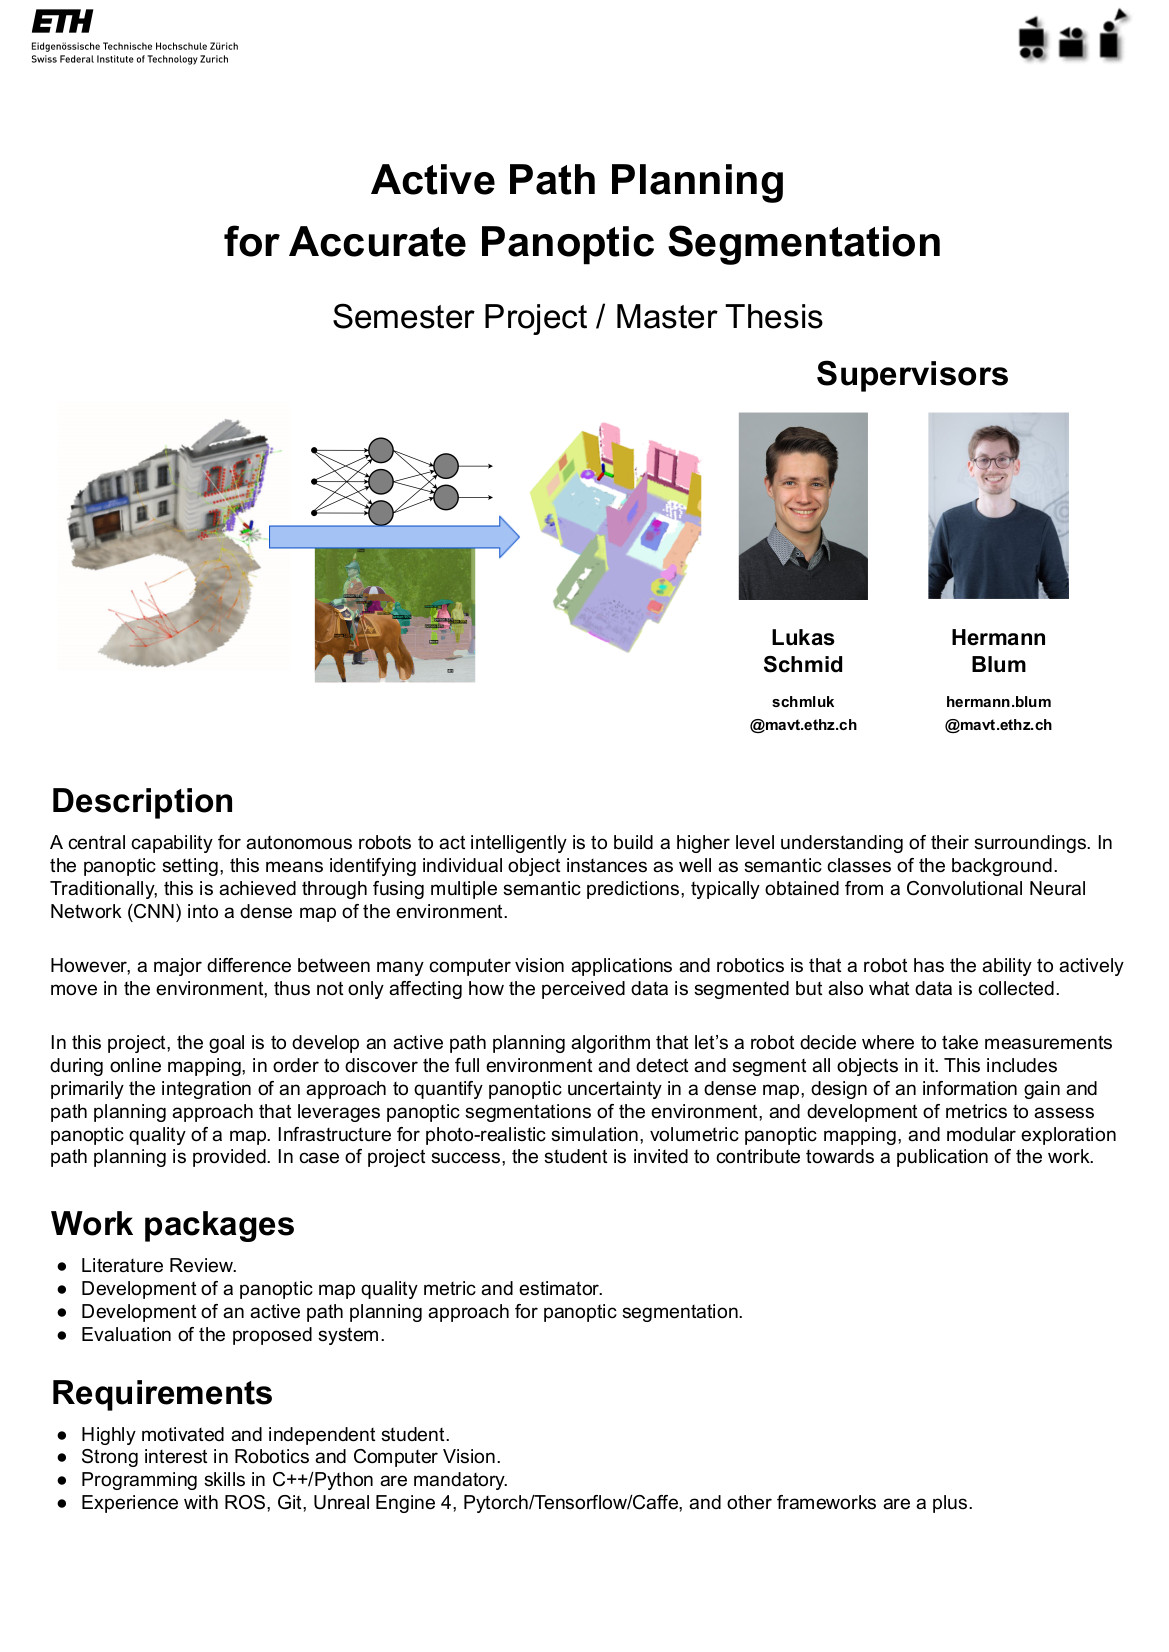 ETH
Eidgenössische Technische Hochschule Zürich
Swiss Federal Institute of Technology Zurich
Active Path Planning
for Accurate Panoptic Segmentation
Semester Project / Master Thesis
Supervisors
Lukas
Schmid
schmluk
@mavt.ethz.ch
Hermann
Blum
hermann.blum
@mavt.ethz.ch
Description
A central capability for autonomous robots to act intelligently is to build a higher level understanding of their surroundings. In
the panoptic setting, this means identifying individual object instances as well as semantic classes of the background.
Traditionally, this is achieved through fusing multiple semantic predictions, typically obtained from a Convolutional Neural
Network (CNN) into a dense map of the environment.
However, a major difference between many computer vision applications and robotics is that a robot has the ability to actively
move in the environment, thus not only affecting how the perceived data is segmented but also what data is collected.
In this project, the goal is to develop an active path planning algorithm that let’s a robot decide where to take measurements
during online mapping, in order to discover the full environment and detect and segment all objects in it. This includes
primarily the integration of an approach to quantify panoptic uncertainty in a dense map, design of an information gain and
path planning approach that leverages panoptic segmentations of the environment, and development of metrics to assess
panoptic quality of a map. Infrastructure for photo-realistic simulation, volumetric panoptic mapping, and modular exploration
path planning is provided. In case of project success, the student is invited to contribute towards a publication of the work.
Work packages
● Literature Review.
● Development of a panoptic map quality metric and estimator.
● Development of an active path planning approach for panoptic segmentation.
● Evaluation of the proposed system.
Requirements
● Highly motivated and independent student.
● Strong interest in Robotics and Computer Vision.
● Programming skills in C++/Python are mandatory.
● Experience with ROS, Git, Unreal Engine 4, Pytorch/Tensorflow/Caffe, and other frameworks are a plus.